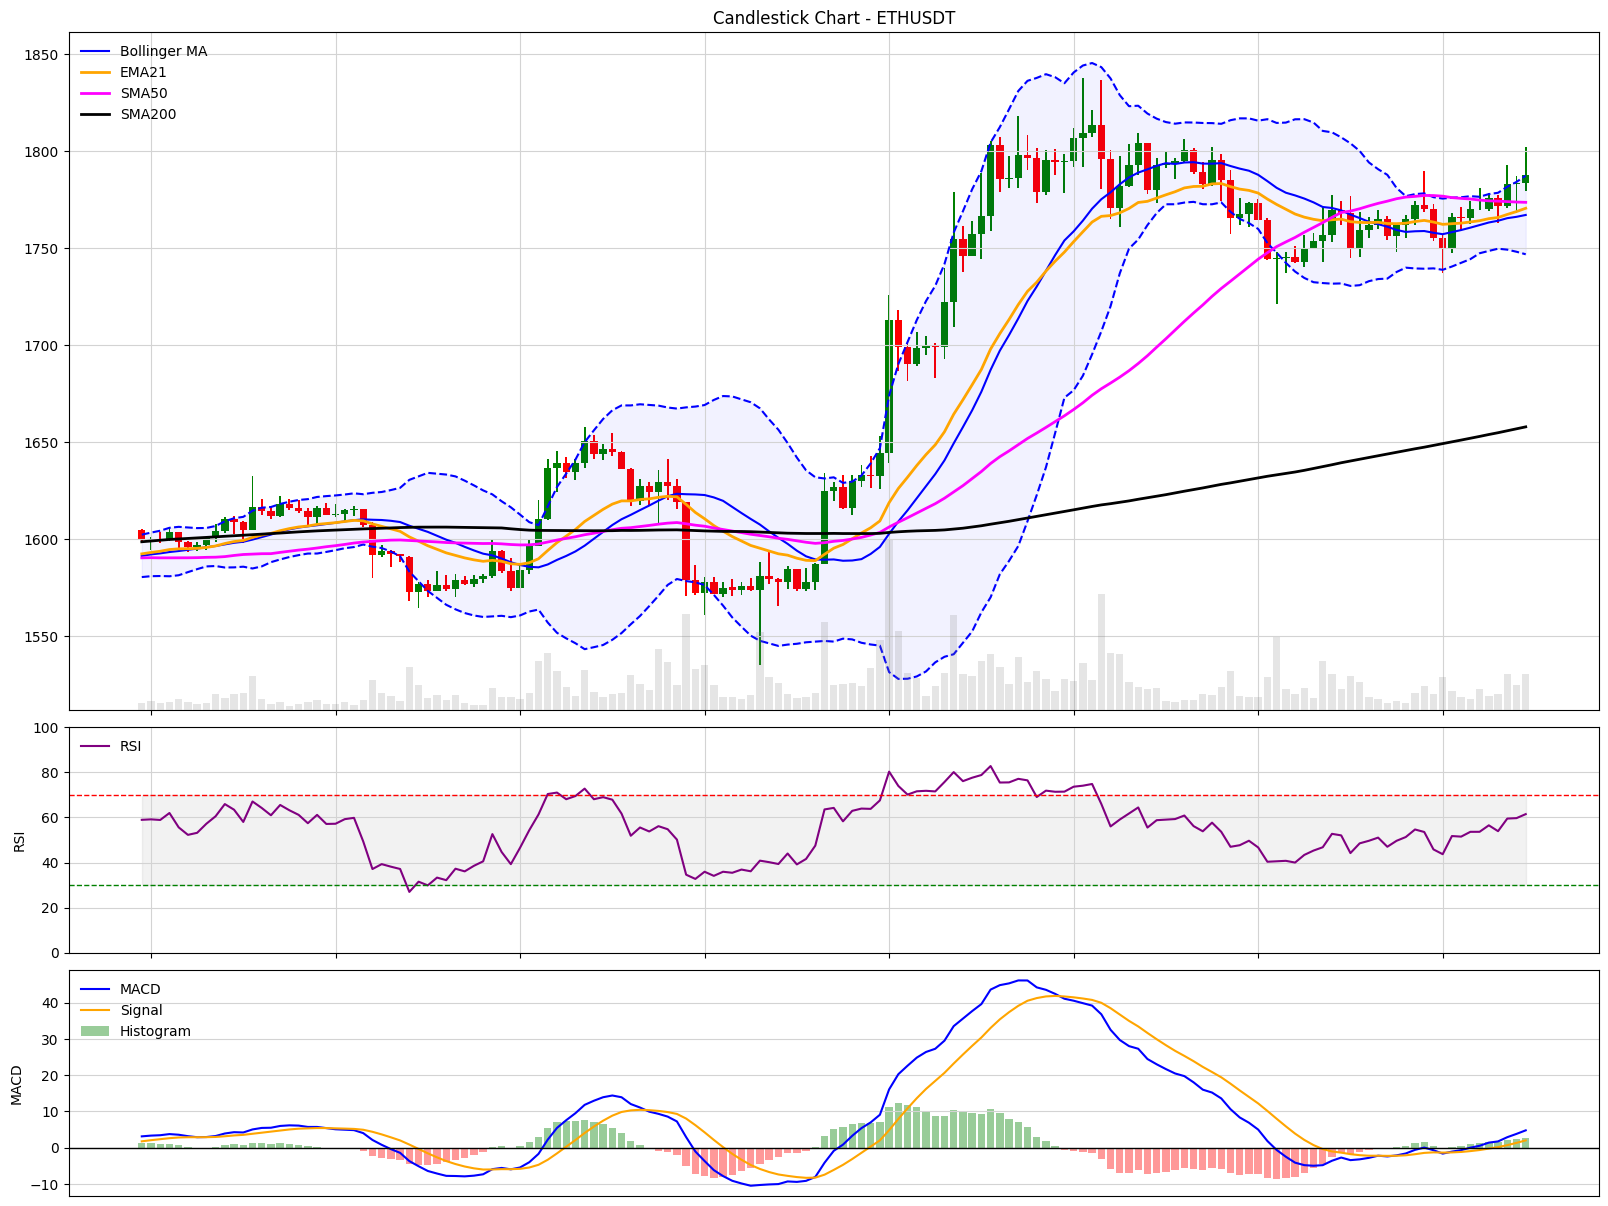 Candlestick Chart - ETHUSDT
Bollinger MA
EMA21
SMA50
SMA200
1850
1800
1750
1700
1650
1600
1550
RSI
100
80
60
40
20
0
RSI
MACD
Signal
Histogram
40
30
20
10
0
−10
MACD